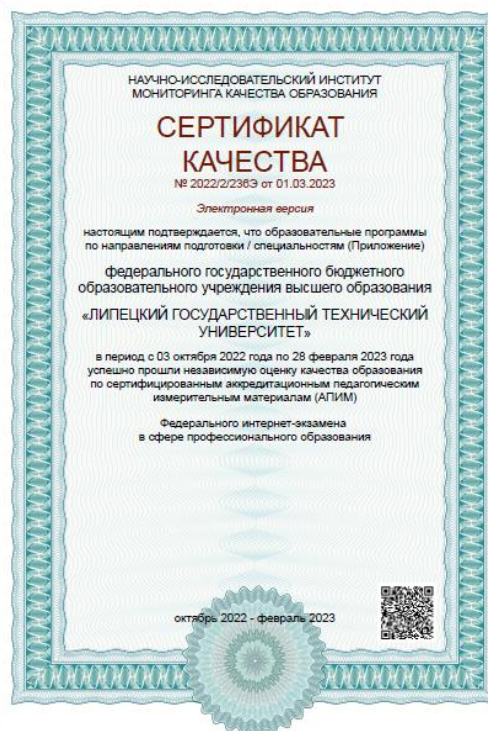 НАУЧНО-ИССЛЕДОВАТЕЛЬСКИЙ ИНСТИТУТ
МОНИТОРИНГА КАЧЕСТВА ОБРАЗОВАНИЯ
СЕРТИФИКАТ
КАЧЕСТВА
№ 2022/2/236Э от 01.03.2023
Электронная версия
настоящим подтверждается, что образовательные программы
по направлениям подготовки / специальностям (Приложение)
федерального государственного бюджетного
образовательного учреждения высшего образования
«ЛИПЕЦКИЙ ГОСУДАРСТВЕННЫЙ ТЕХНИЧЕСКИЙ
УНИВЕРСИТЕТ»
в период с 03 октября 2022 года по 28 февраля 2023 года
успешно прошли независимую оценку качества образования
по сертифицированным аккредитационным педагогическим
измерительным материалам (АПИМ)
Федерального интернет-экзамена
в сфере профессионального образования
октябрь 2022 - февраль 2023